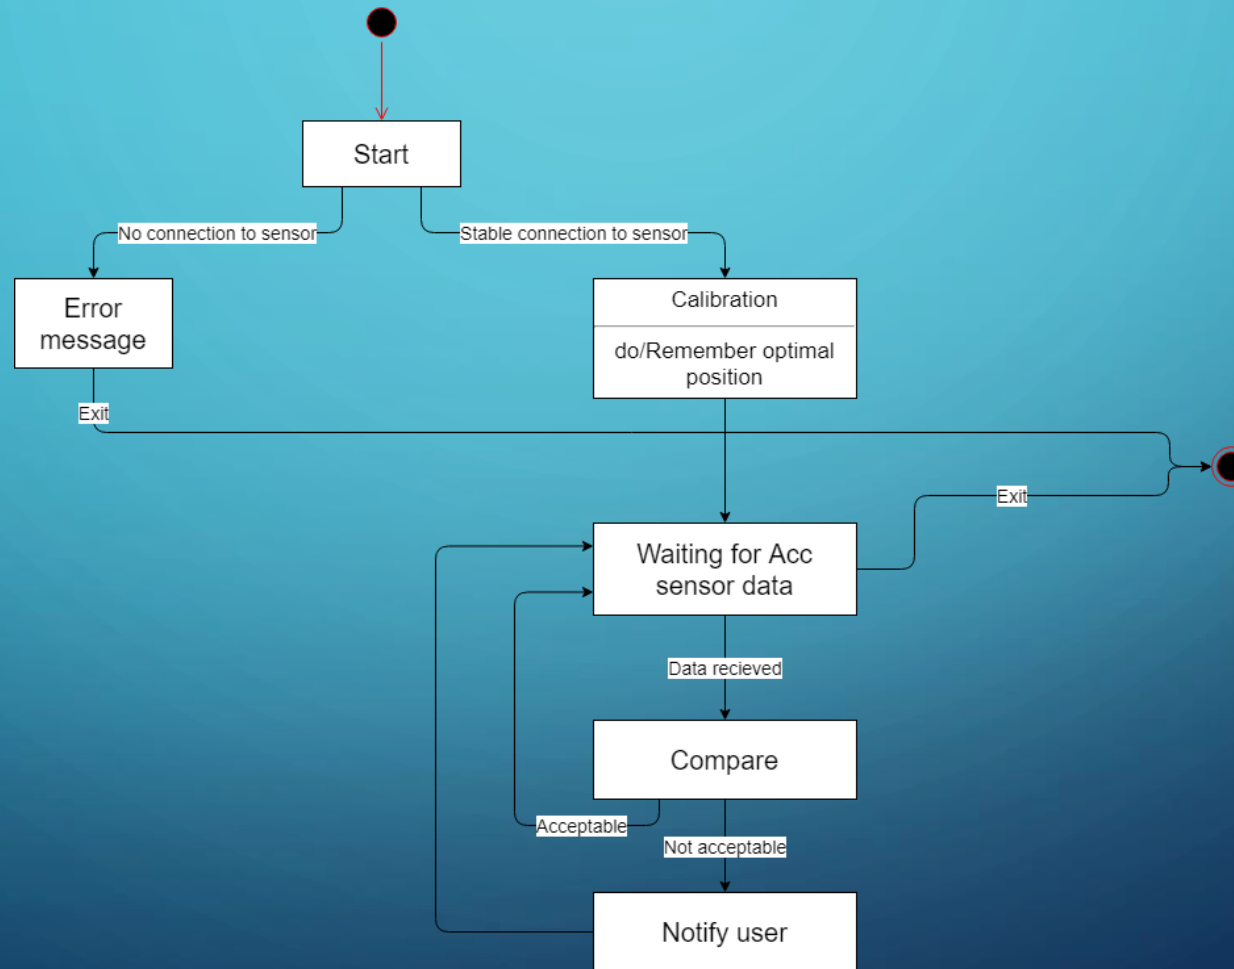 Start
No connection to sensor
Stable connection to sensor
Error
message
Calibration
do/Remember optimal
position
Exit
Exit
Waiting for Acc
sensor data
Data recieved
Compare
Acceptable
Not acceptable
Notify user